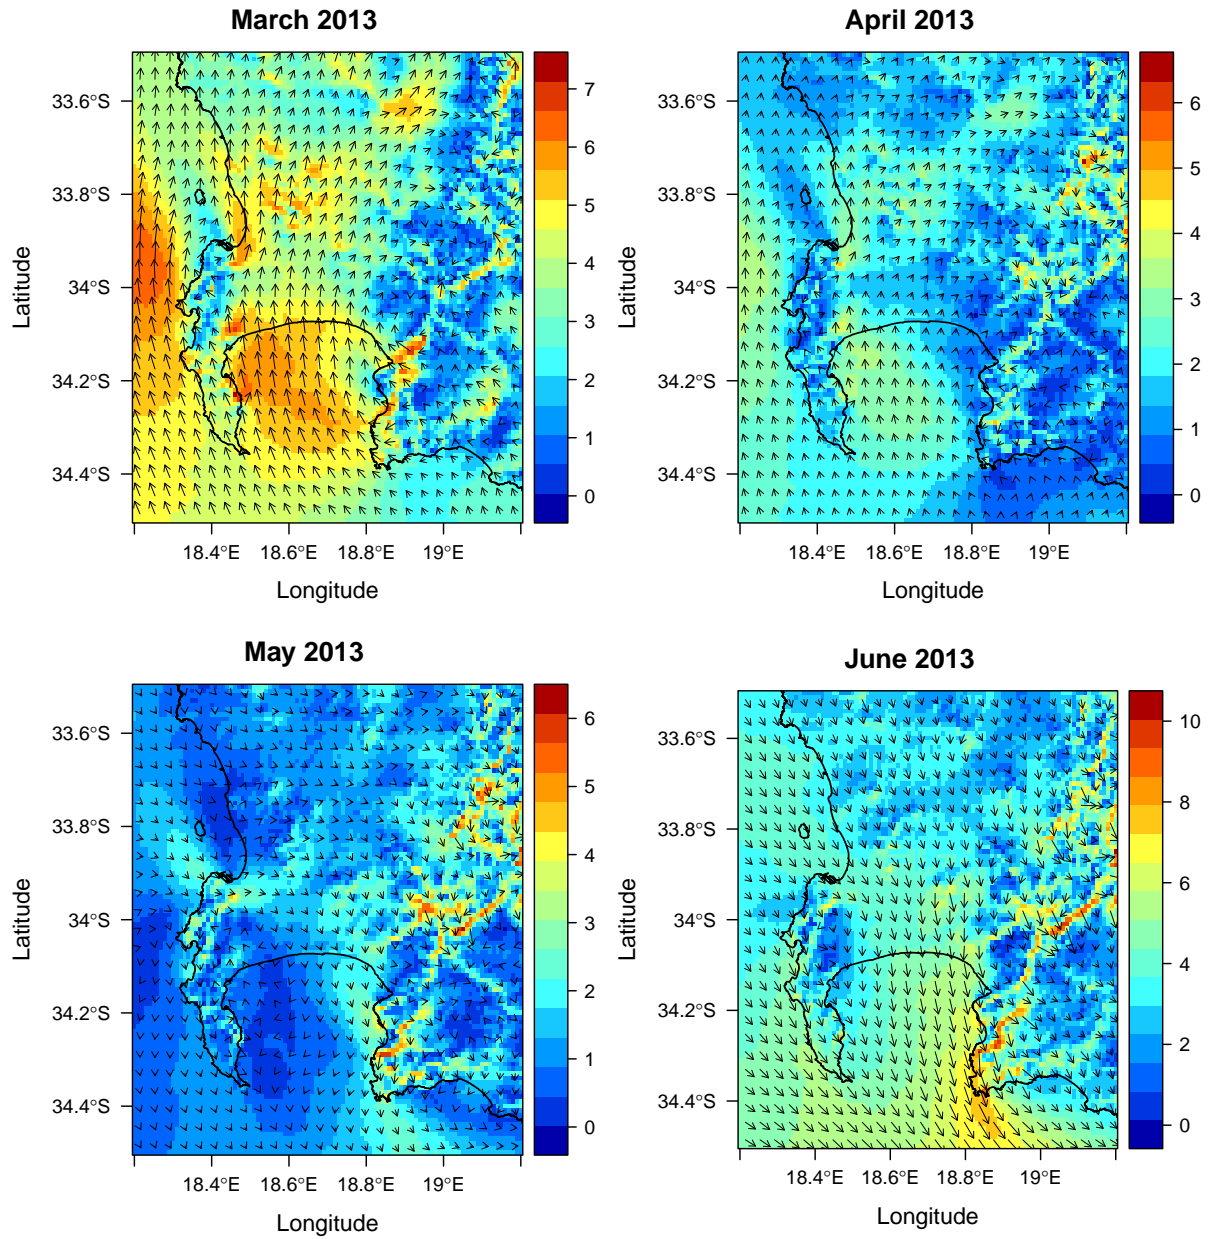 March 2013
33.6°S
33.8°S
34°S
34.2°S
34.4°S
Latitude
18.4°E 18.6°E 18.8°E 19°E
Longitude
7
6
5
4
3
2
1
0
April 2013
33.6°S
33.8°S
34°S
34.2°S
34.4°S
Latitude
18.4°E 18.6°E 18.8°E 19°E
Longitude
6
5
4
3
2
1
0
May 2013
33.6°S
33.8°S
34°S
34.2°S
34.4°S
Latitude
18.4°E 18.6°E 18.8°E 19°E
Longitude
6
5
4
3
2
1
0
June 2013
33.6°S
33.8°S
34°S
34.2°S
34.4°S
Latitude
18.4°E 18.6°E 18.8°E 19°E
Longitude
10
8
6
4
2
0